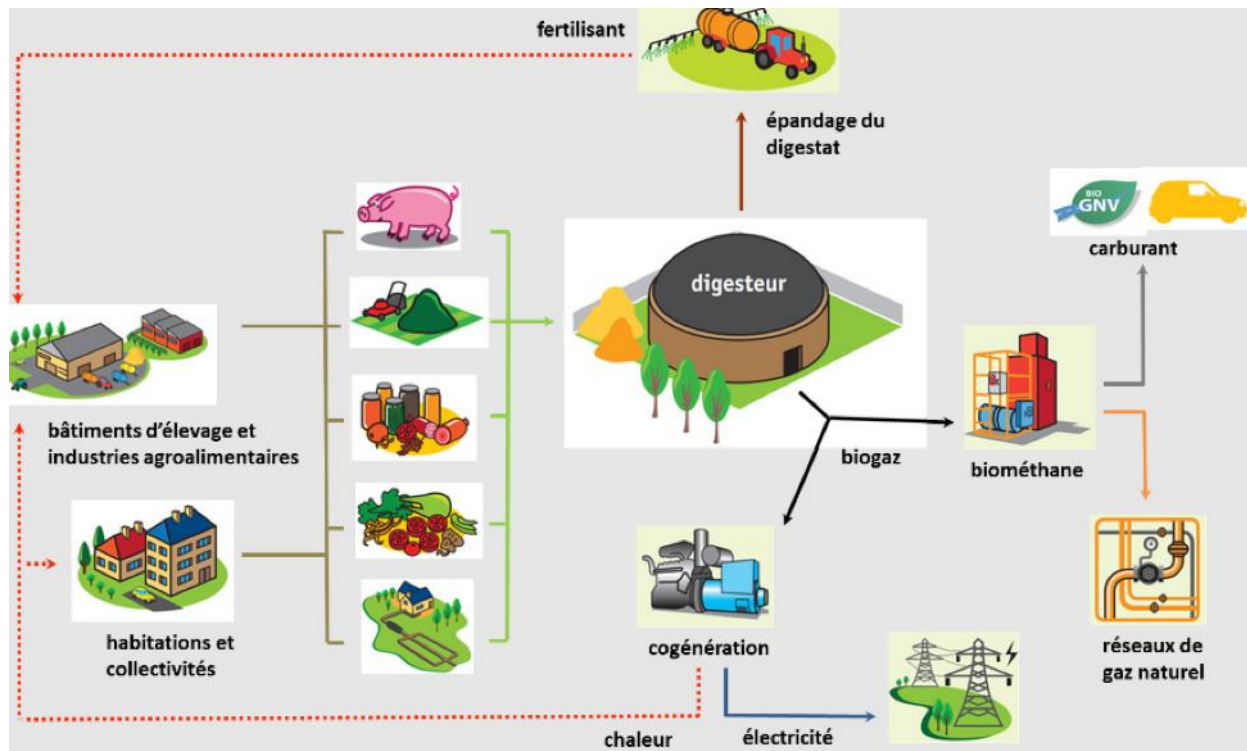 fertilisant
épandage du
digestat
BIO
GNV
carburant
digesteur
bâtiments d'élevage et
industries agroalimentaires
biogaz
biométhane
habitations et
collectivités
cogénération
réseaux de
gaz naturel
chaleur
électricité